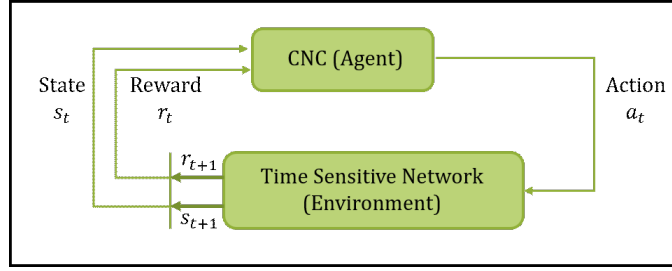 CNC (Agent)
State
s_t
Reward
r_t
Action
a_t
r_{t+1}
Time Sensitive Network
(Environment)
s_{t+1}